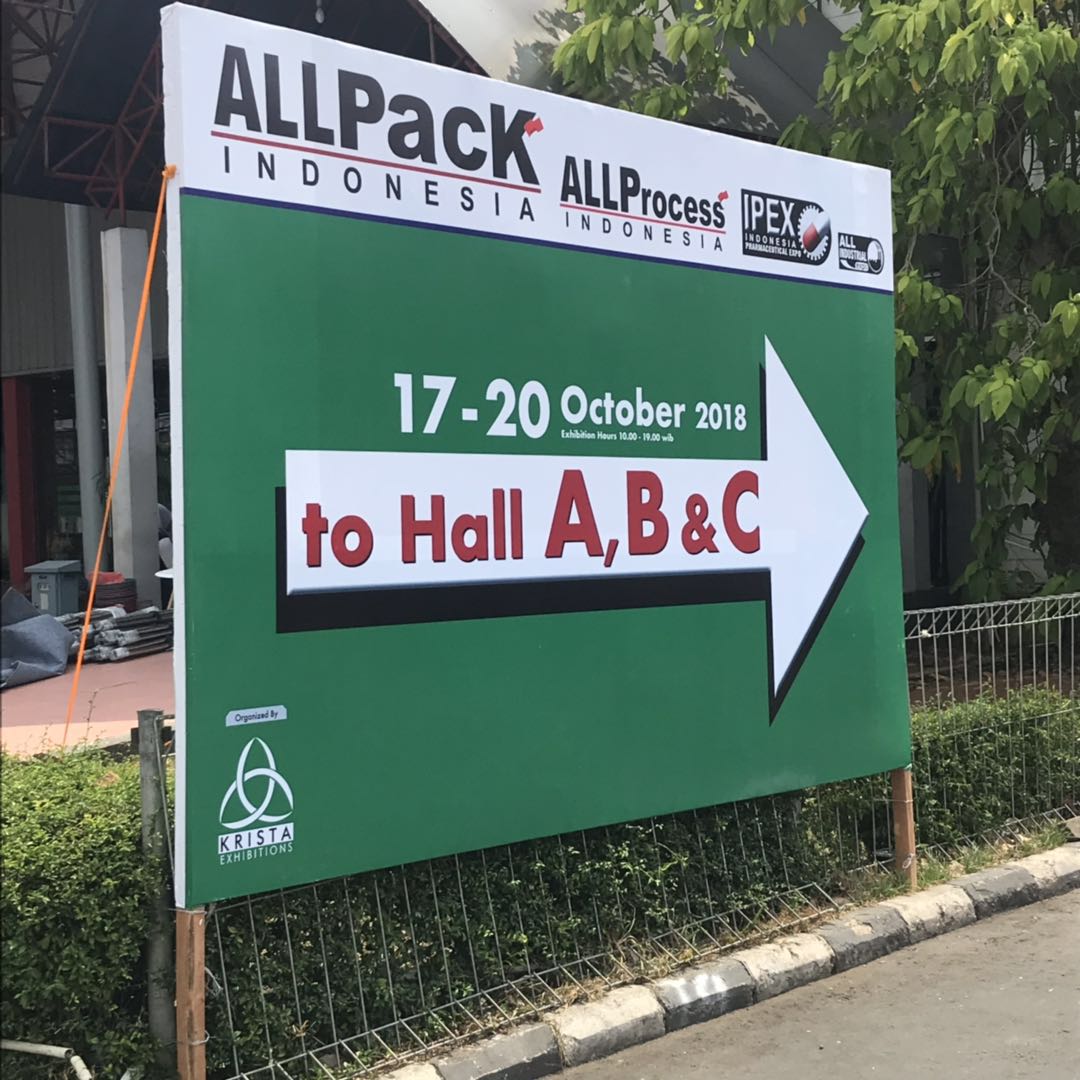 ALLPack
INDONESIA
ALLProcess
INDONESIA
IPEX
INDONESIA
PHARMACEUTICAL EXPO
ALL
INDUSTRIAL
17-20 October 2018
Exhibition Hours 10.00 - 19.00 wib
to Hall A, B & C
Organized By
KRISTA
EXHIBITIONS